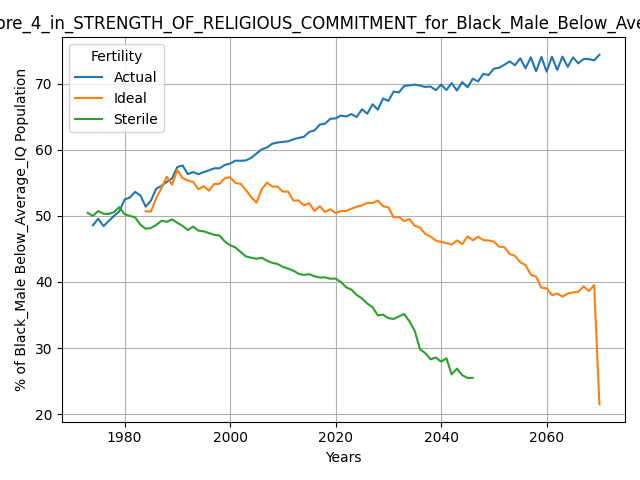 ore_4_in_STRENGTH_OF_RELIGIOUS_COMMITMENT_for_Black_Male_Below_Ave
Fertility
Actual
Ideal
Sterile
% of Black_Male Below_Average_IQ Population
70
60
50
40
30
20
1980
2000
2020
2040
2060
Years